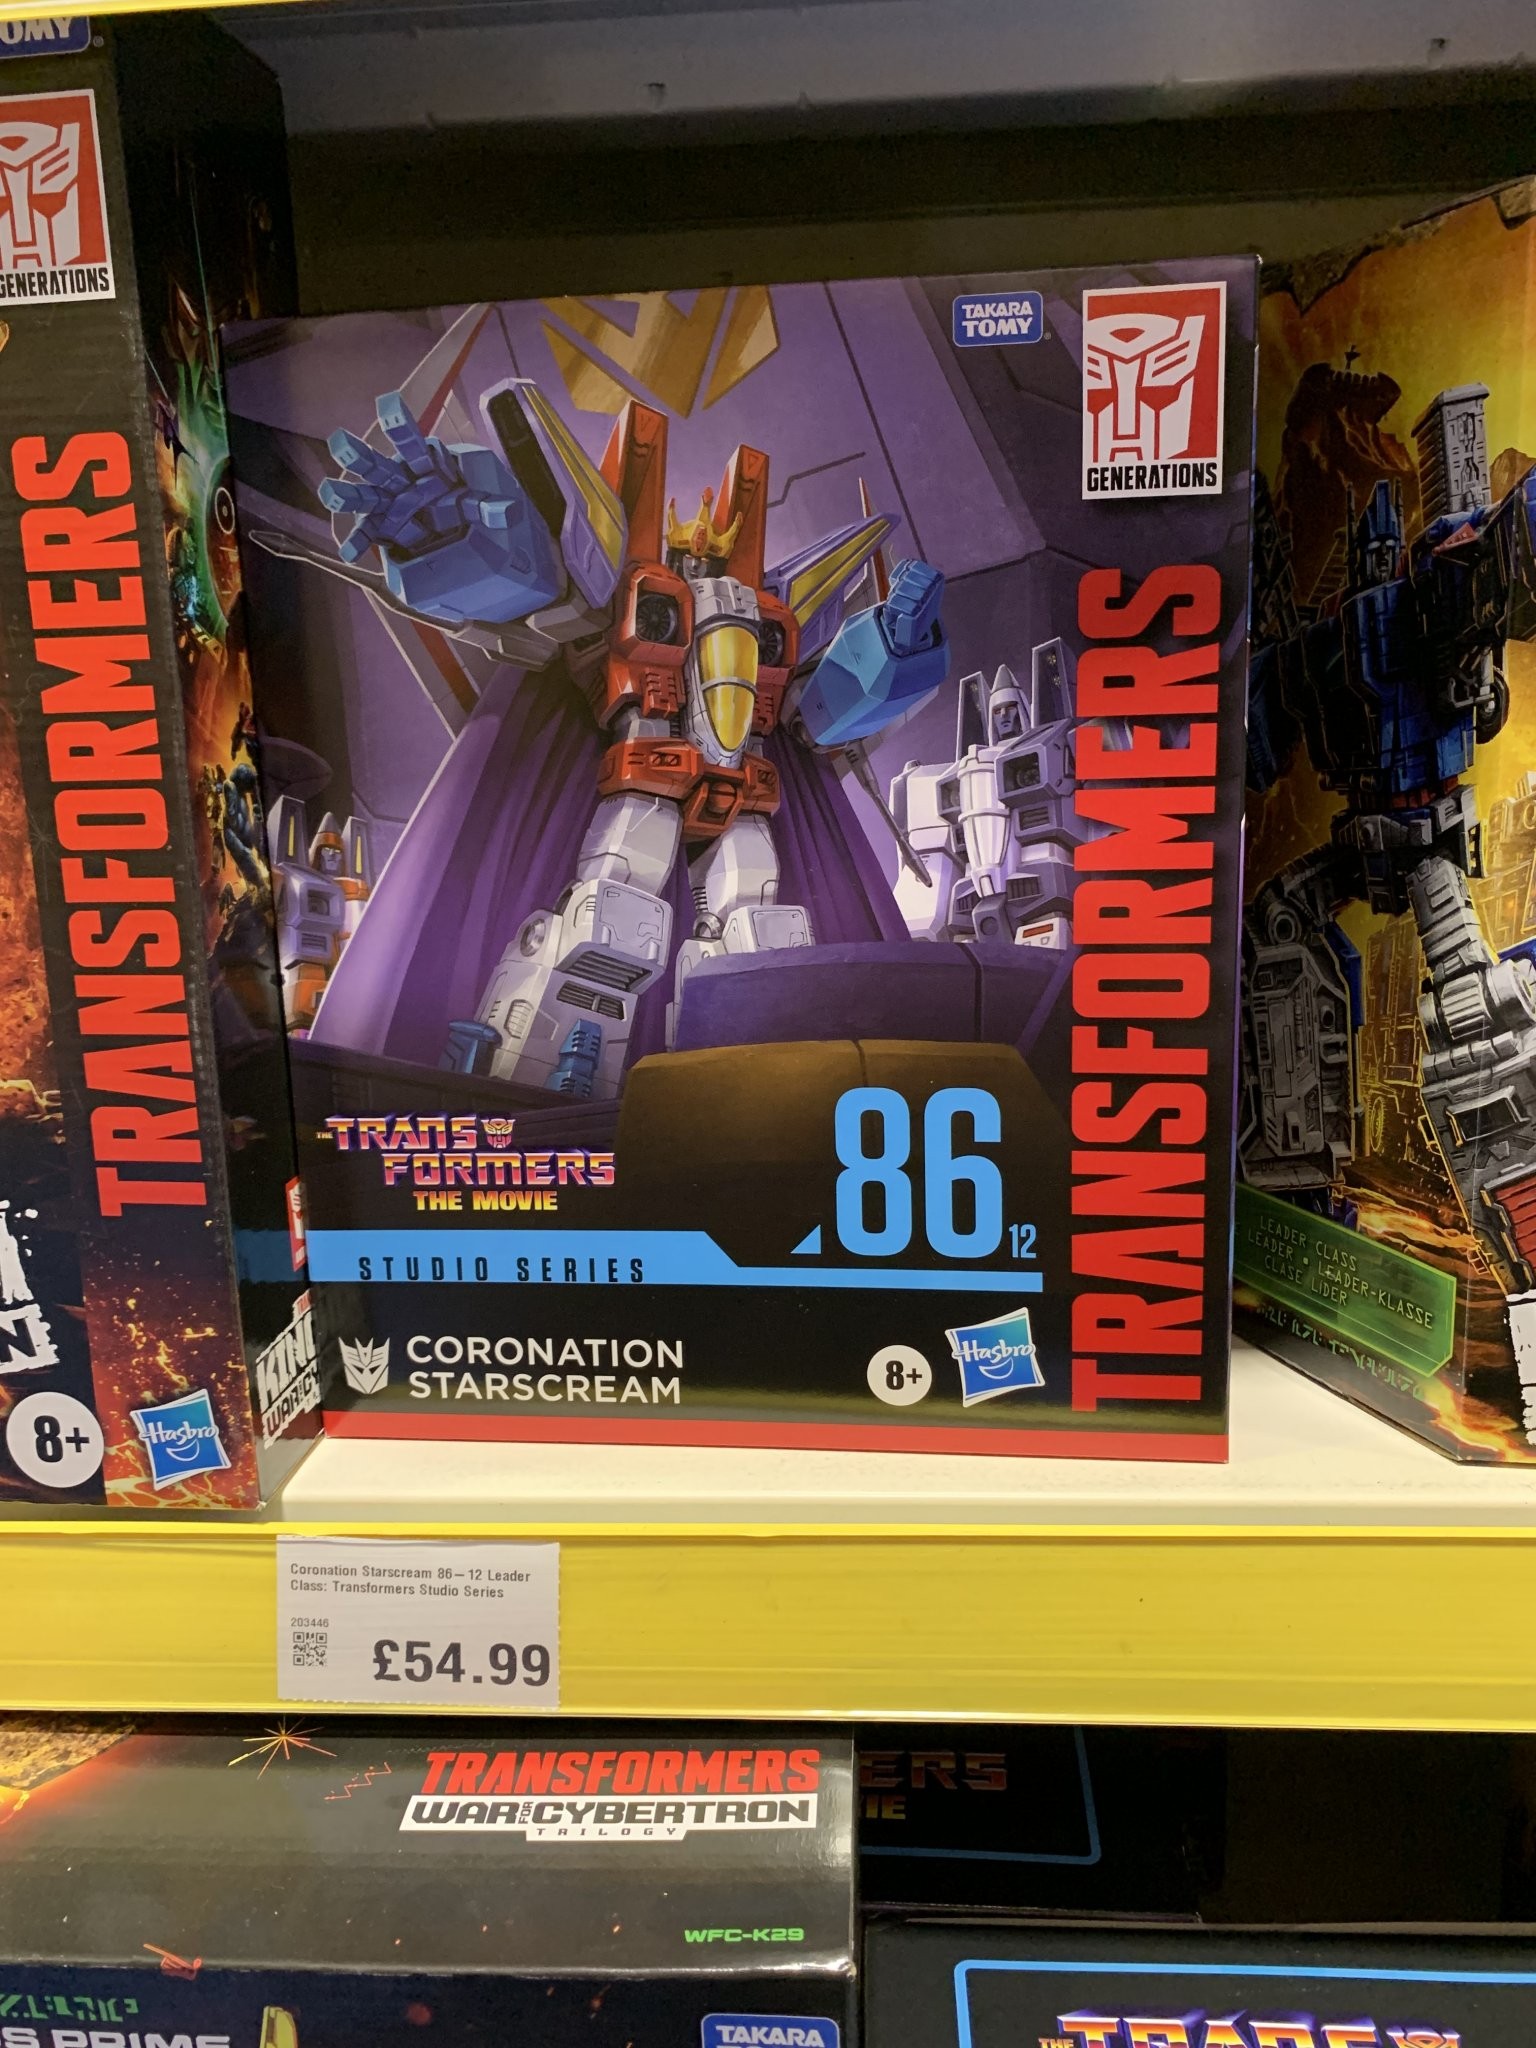 TOMY
GENERATIONS
TRANSFORMERS
8+
Hasbro
TAKARA
TOMY
GENERATIONS
TRANSFORMERS
THE TRANSFORMERS
THE MOVIE
86
12
STUDIO SERIES
CORONATION
STARSCREAM
8+
Hasbro
LEADER CLASS
LEADER • LEADER-KLASSE
CLASE LIDER
Coronation Starscream 86–12 Leader
Class: Transformers Studio Series
203446
£54.99
TRANSFORMERS
WAR FOR CYBERTRON
TRILOGY
WFC-K29
PRIME
TAKARA
THE